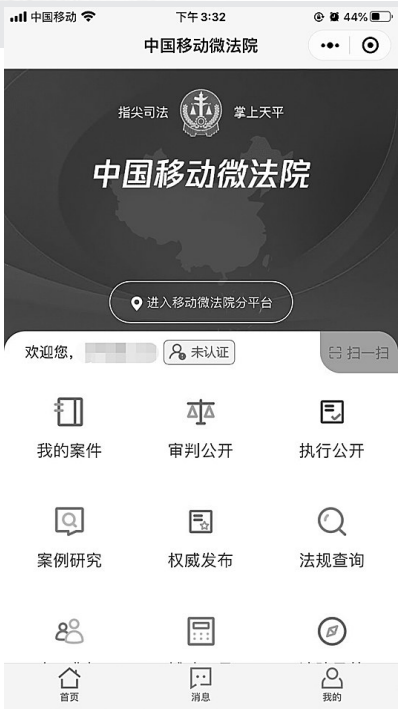 中国移动 下午 3:32 44%
中国移动微法院
指尖司法 掌上天平
中国移动微法院
进入移动微法院分平台
欢迎您， 未认证 扫一扫
我的案件 审判公开 执行公开
案例研究 权威发布 法规查询
首页 消息 我的